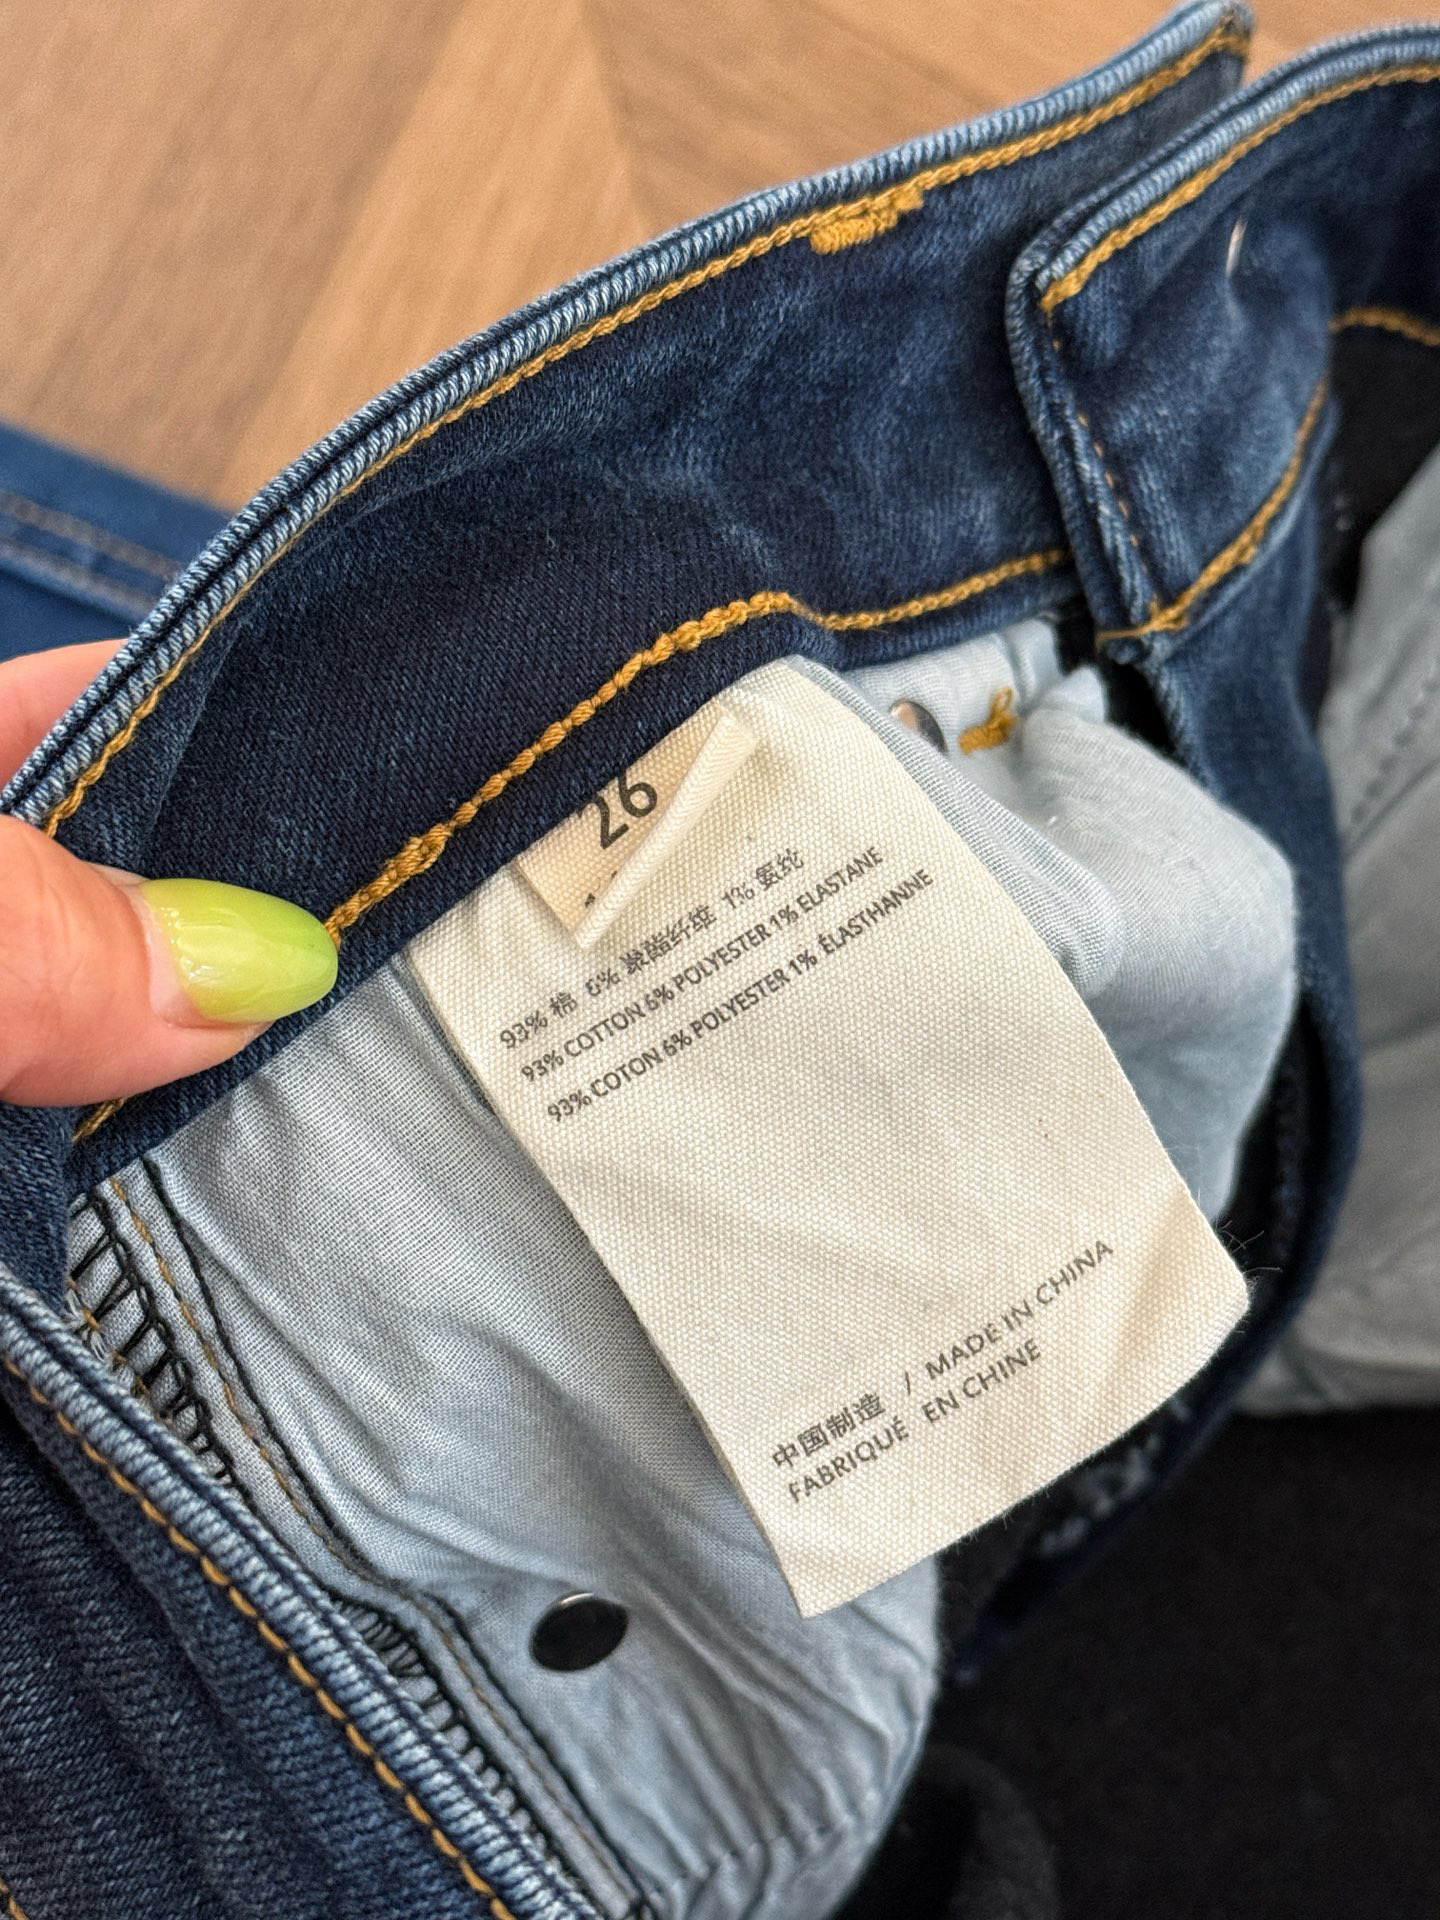 26
93% 棉 6% 聚酯纤维 1% 氨纶
93% COTTON 6% POLYESTER 1% ELASTANE
93% COTON 6% POLYESTER 1% ÉLASTHANNE
中国制造 / MADE IN CHINA
FABRIQUÉ EN CHINE